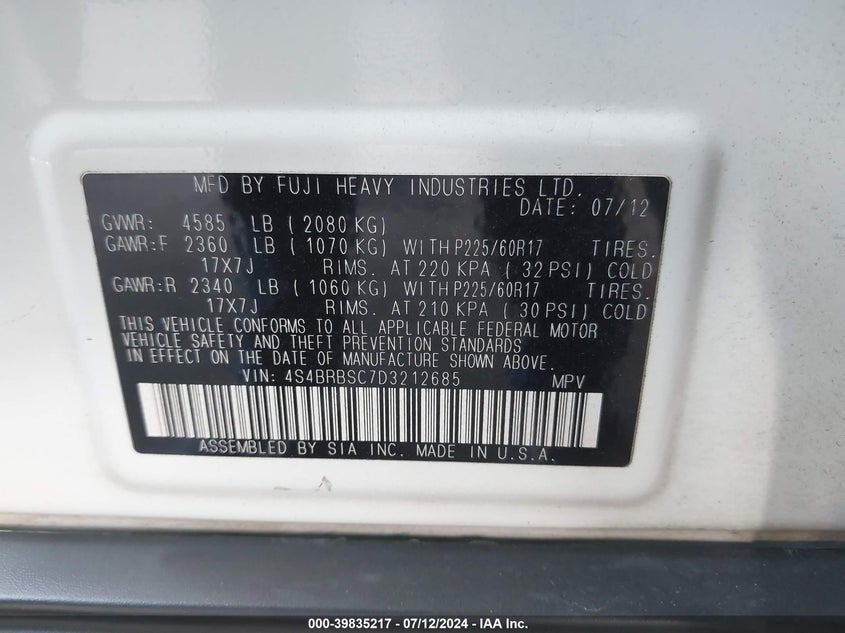 MFD BY FUJI HEAVY INDUSTRIES LTD.
DATE: 07/12
GVWR: 4585 LB ( 2080 KG)
GAWR:F 2360 LB ( 1070 KG) WITH P225/60R17 TIRES.
17X7J RIMS. AT 220 KPA ( 32 PSI) COLD
GAWR:R 2340 LB ( 1060 KG) WITH P225/60R17 TIRES.
17X7J RIMS. AT 210 KPA ( 30 PSI) COLD
THIS VEHICLE CONFORMS TO ALL APPLICABLE FEDERAL MOTOR
VEHICLE SAFETY AND THEFT PREVENTION STANDARDS
IN EFFECT ON THE DATE OF MANUFACTURE SHOWN ABOVE.
VIN: 4S4BRBSC7D3212685 MPV
ASSEMBLED BY SIA INC. MADE IN U.S.A.
000-39835217 - 07/12/2024 - IAA Inc.